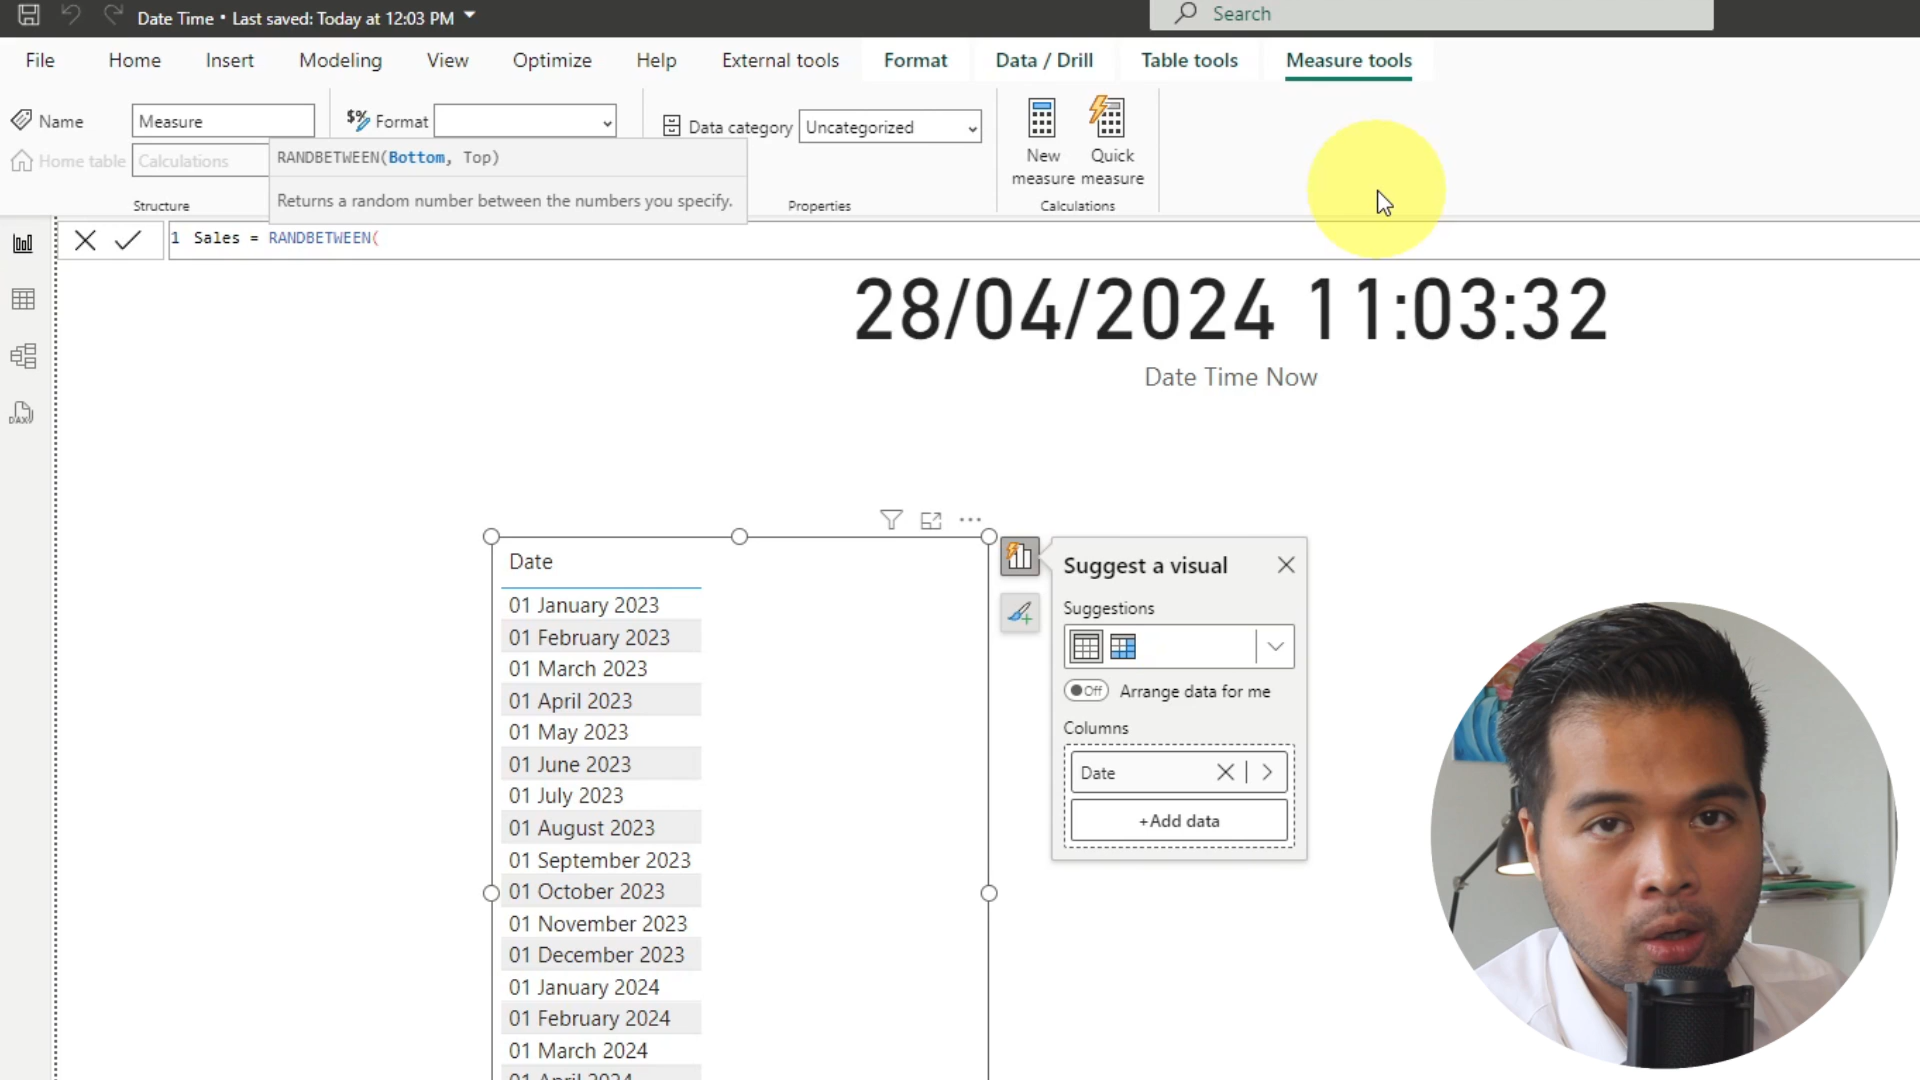 Date Time • Last saved: Today at 12:03 PM
Search
File Home Insert Modeling View Optimize Help External tools Format Data / Drill Table tools Measure tools
Name Measure
$% Format
Data category Uncategorized
Home table Calculations
New measure
Quick measure
Structure
Properties
Calculations
RANDBETWEEN(Bottom, Top)
Returns a random number between the numbers you specify.
1 Sales = RANDBETWEEN(
DAX
28/04/2024 11:03:32
Date Time Now
Date
01 January 2023
01 February 2023
01 March 2023
01 April 2023
01 May 2023
01 June 2023
01 July 2023
01 August 2023
01 September 2023
01 October 2023
01 November 2023
01 December 2023
01 January 2024
01 February 2024
01 March 2024
01 April 2024
Suggest a visual
Suggestions
Off Arrange data for me
Columns
Date
+Add data